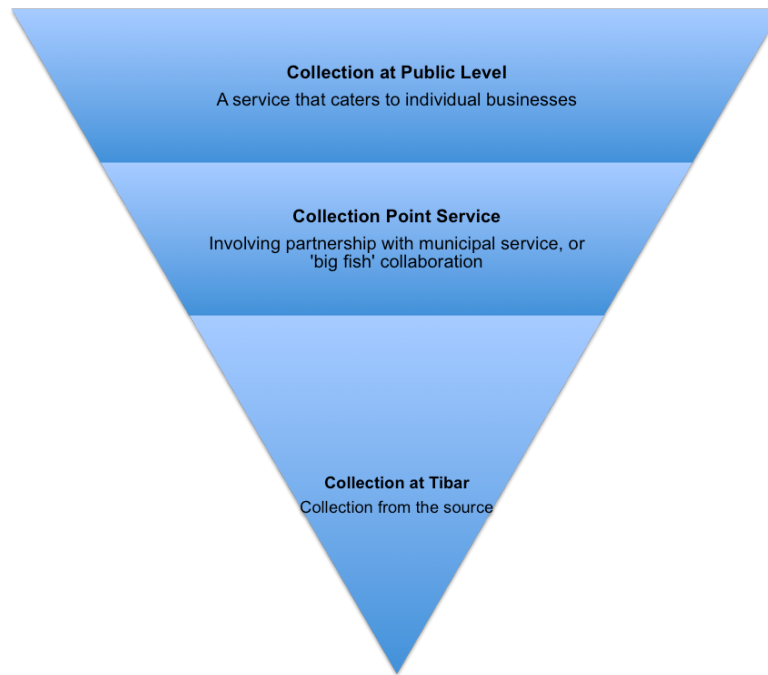 Collection at Public Level
A service that caters to individual businesses
Collection Point Service
Involving partnership with municipal service, or
'big fish' collaboration
Collection at Tibar
Collection from the source